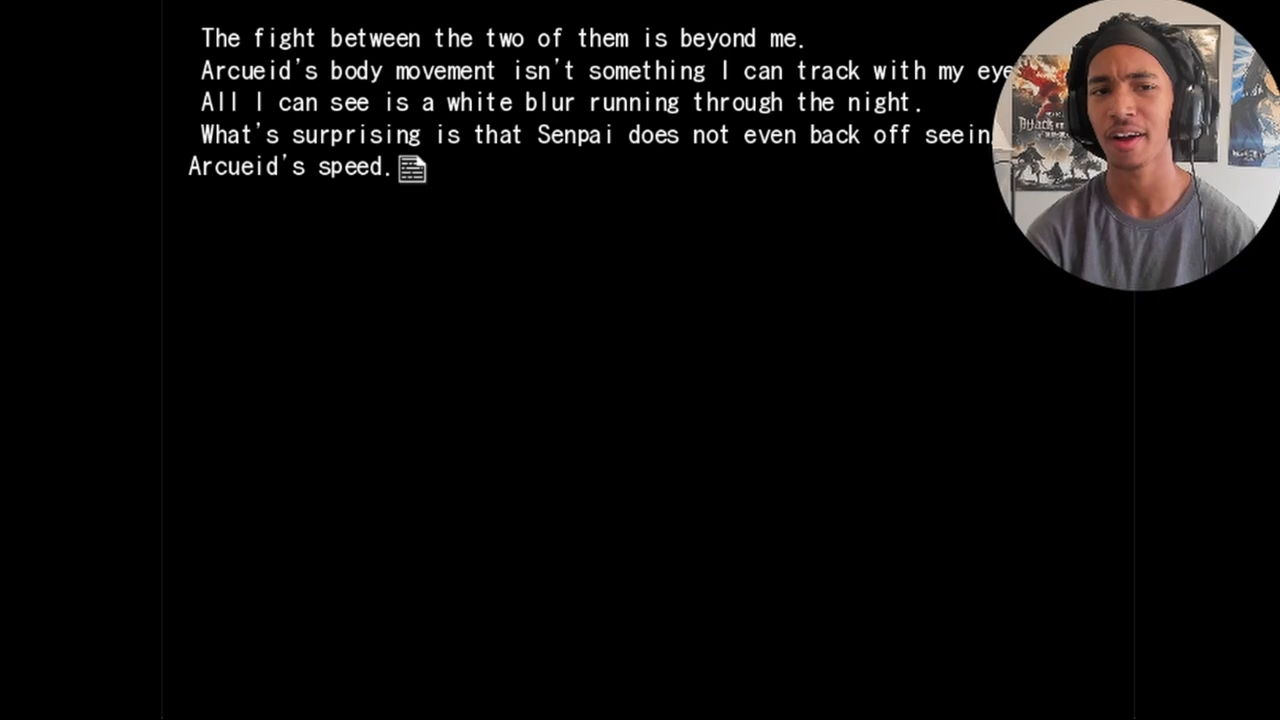 The fight between the two of them is beyond me.
Arcueid's body movement isn't something I can track with my
All I can see is a white blur running through the night.
What's surprising is that Senpai does not even back off
Arcueid's speed.
Attack